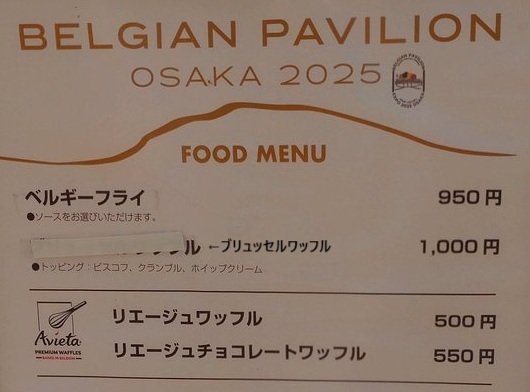 BELGIAN PAVILION
OSAKA 2025
FOOD MENU
ベルギーフライ 950円
●ソースをお選びいただけます。
フル ←ブリュッセルワッフル 1,000円
●トッピング：ビスコフ、クランブル、ホイップクリーム
リエージュワッフル 500円
Avieta
PREMIUM WAFFLES
リエージュチョコレートワッフル 550円